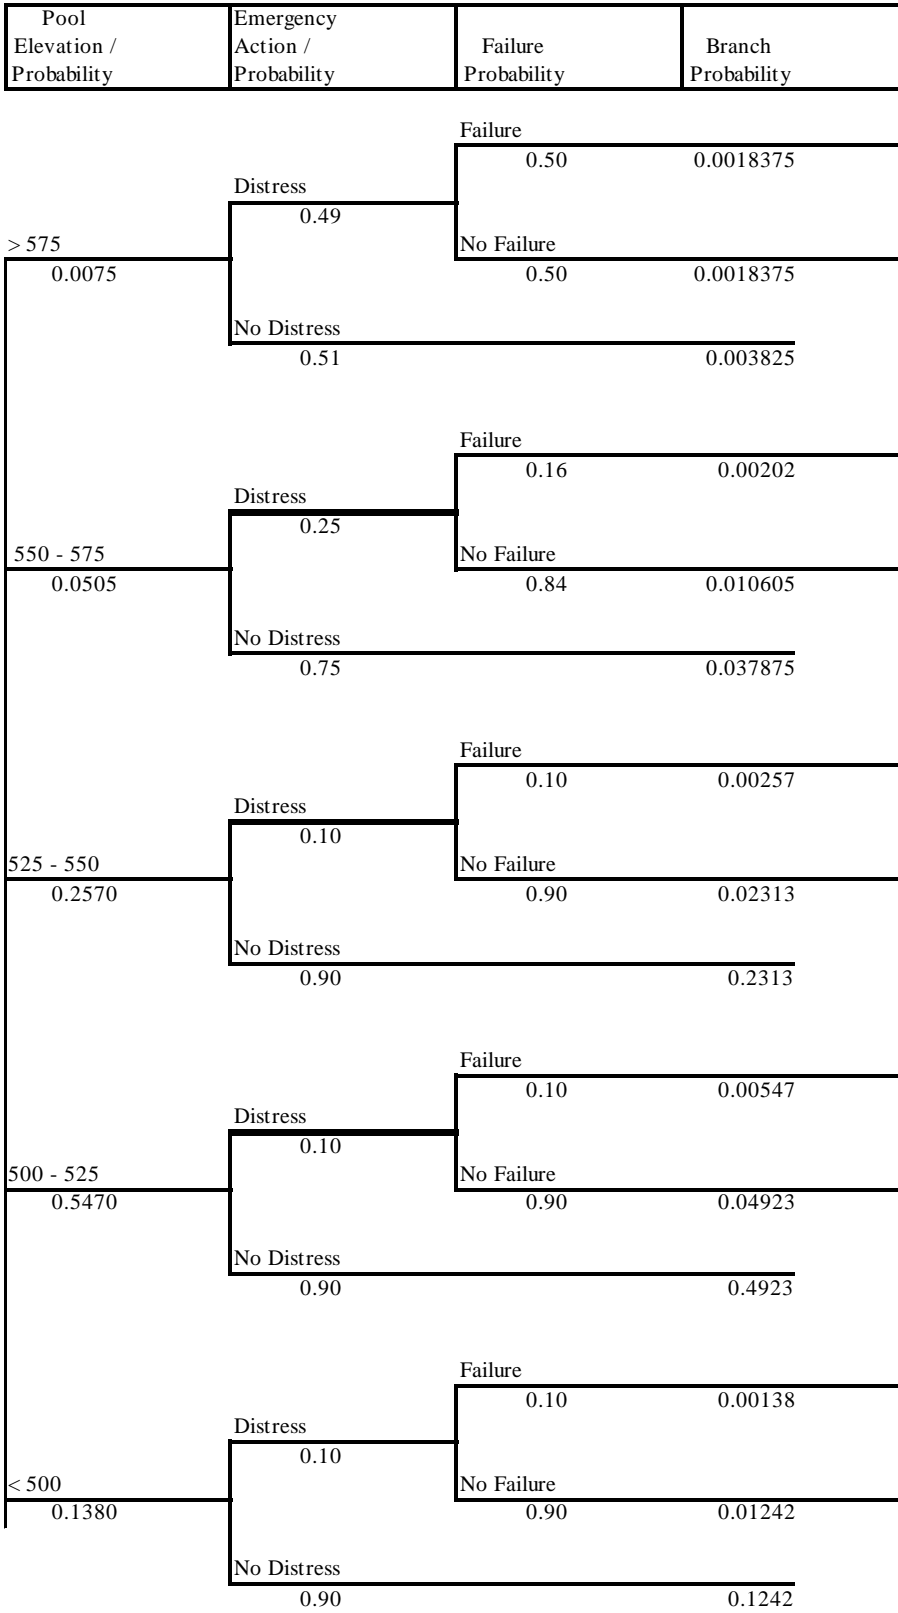 Pool Emergency
Elevation / Action / Failure Branch
Probability Probability Probability Probability
Failure
0.50 0.0018375
Distress
0.49
> 575 No Failure
0.0075 0.50 0.0018375
No Distress
0.51 0.003825
Failure
0.16 0.00202
Distress
0.25
550 - 575 No Failure
0.0505 0.84 0.010605
No Distress
0.75 0.037875
Failure
0.10 0.00257
Distress
0.10
525 - 550 No Failure
0.2570 0.90 0.02313
No Distress
0.90 0.2313
Failure
0.10 0.00547
Distress
0.10
500 - 525 No Failure
0.5470 0.90 0.04923
No Distress
0.90 0.4923
Failure
0.10 0.00138
Distress
0.10
< 500 No Failure
0.1380 0.90 0.01242
No Distress
0.90 0.1242